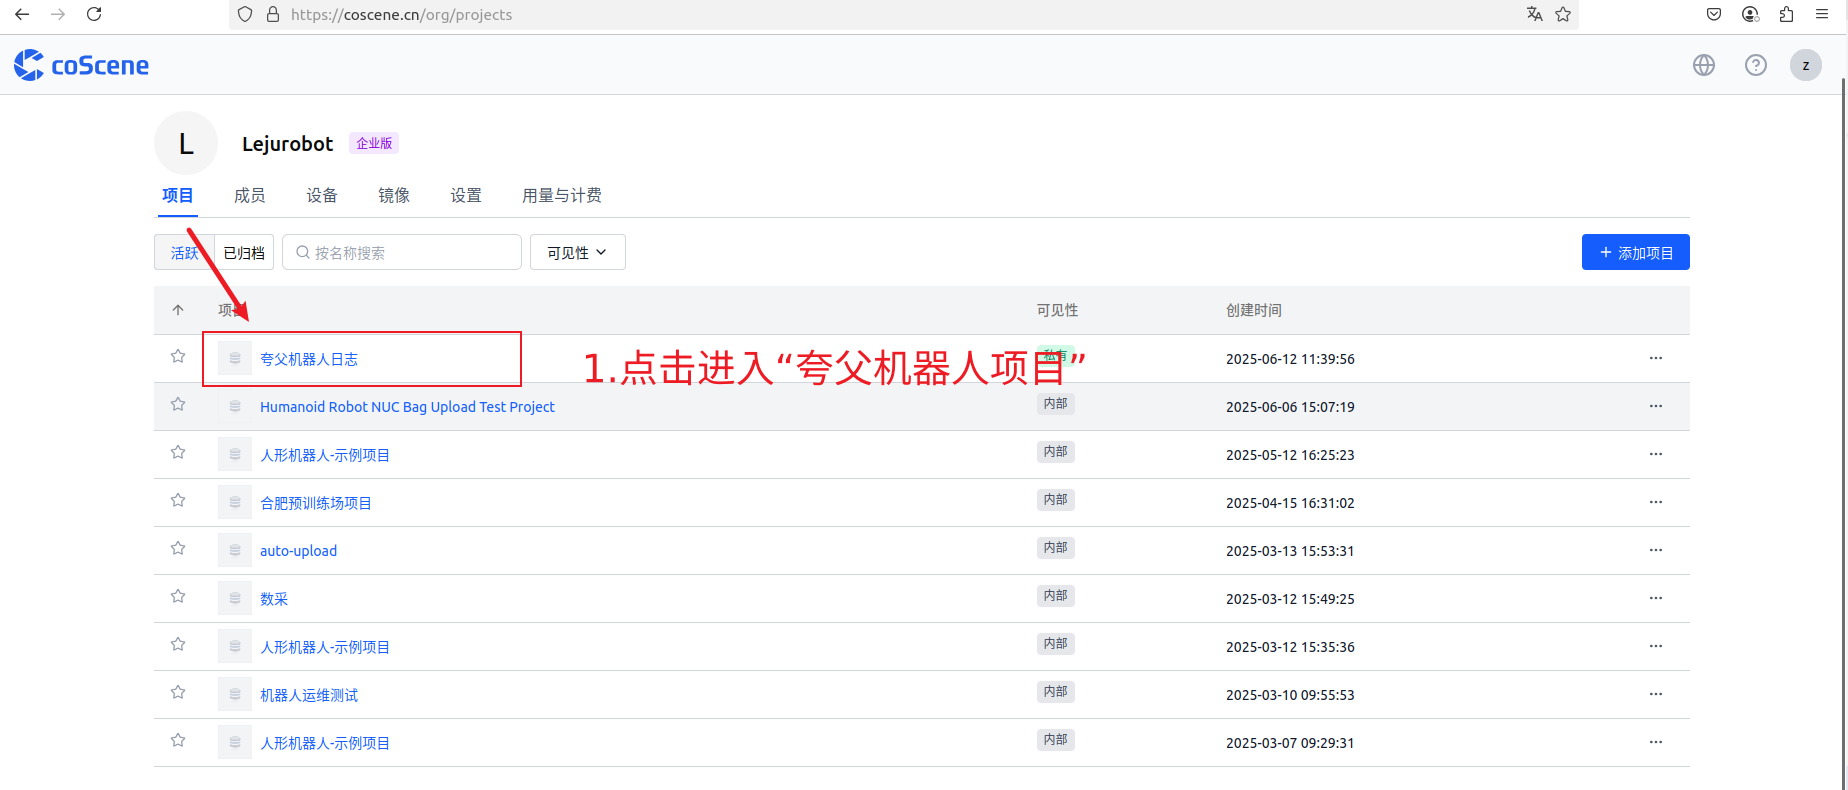 https://coscene.cn/org/projects
coScene
z
L
Lejurobot 企业版
项目 成员 设备 镜像 设置 用量与计费
活跃 已归档 按名称搜索 可见性 + 添加项目
项目 可见性 创建时间
夸父机器人日志 私有 2025-06-12 11:39:56
1.点击进入“夸父机器人项目”
Humanoid Robot NUC Bag Upload Test Project 内部 2025-06-06 15:07:19
人形机器人-示例项目 内部 2025-05-12 16:25:23
合肥预训练场项目 内部 2025-04-15 16:31:02
auto-upload 内部 2025-03-13 15:53:31
数采 内部 2025-03-12 15:49:25
人形机器人-示例项目 内部 2025-03-12 15:35:36
机器人运维测试 内部 2025-03-10 09:55:53
人形机器人-示例项目 内部 2025-03-07 09:29:31